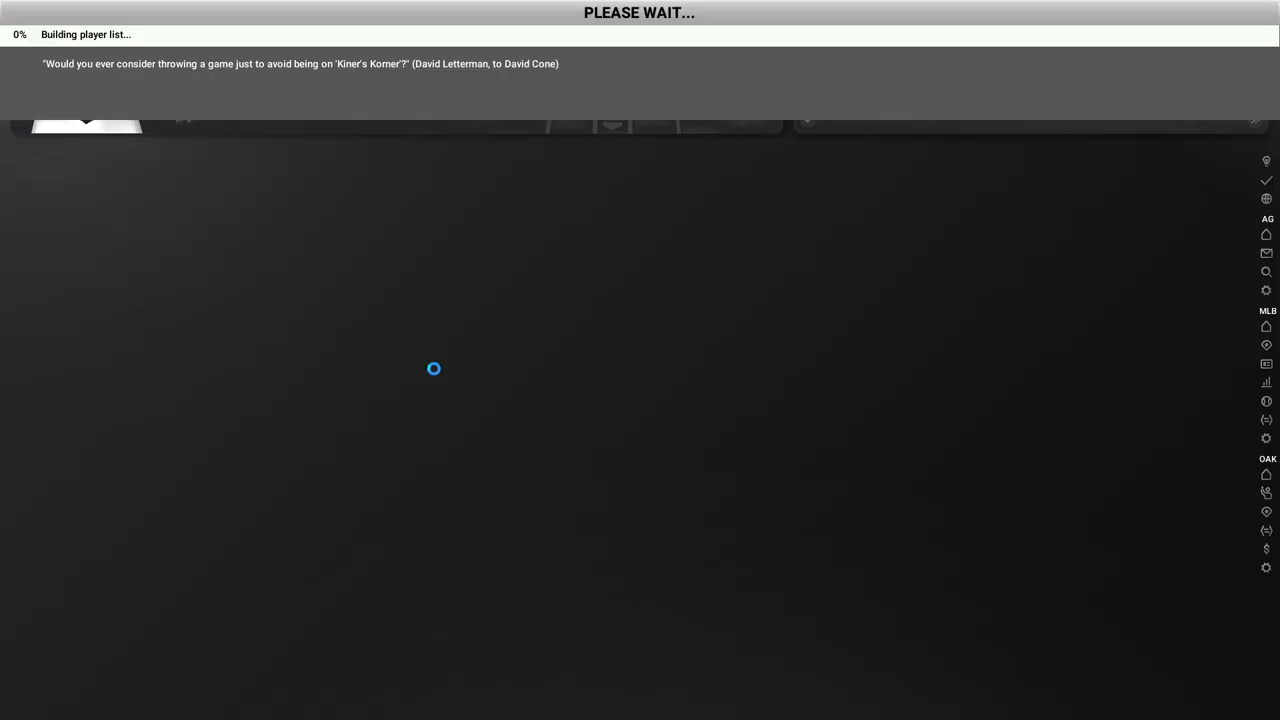 PLEASE WAIT...
0% Building player list...
"Would you ever consider throwing a game just to avoid being on 'Kiner's Korner'?" (David Letterman, to David Cone)
AG
MLB
OAK